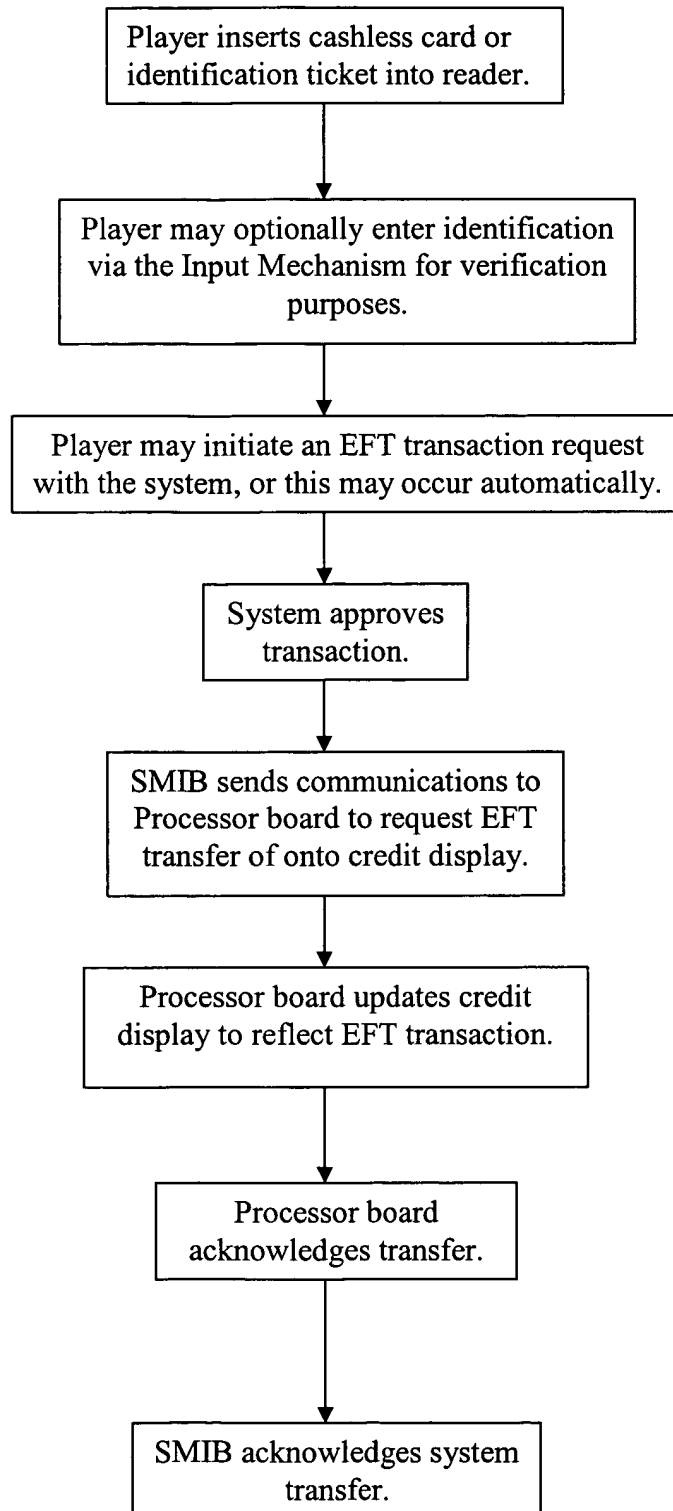 Player inserts cashless card or
identification ticket into reader.
Player may optionally enter identification
via the Input Mechanism for verification
purposes.
Player may initiate an EFT transaction request
with the system, or this may occur automatically.
System approves
transaction.
SMIB sends communications to
Processor board to request EFT
transfer of onto credit display.
Processor board updates credit
display to reflect EFT transaction.
Processor board
acknowledges transfer.
SMIB acknowledges system
transfer.